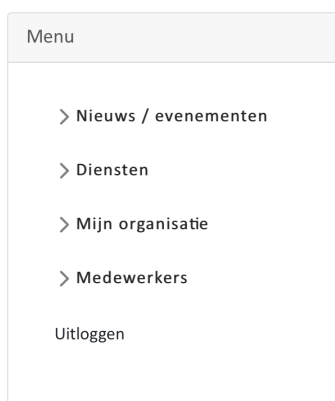 Menu
Nieuws / evenementen
Diensten
Mijn organisatie
Medewerkers
Uitloggen